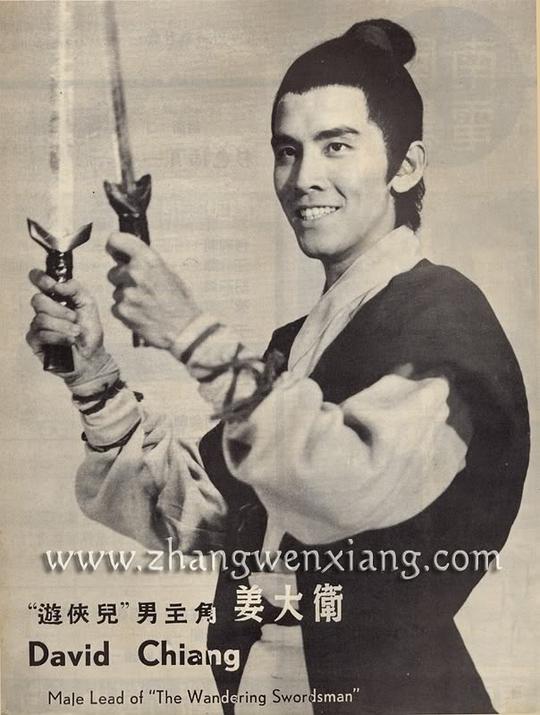 www.zhangwenxiang.com
“遊俠兒”男主角 姜大衛
David Chiang
Male Lead of "The Wandering Swordsman"